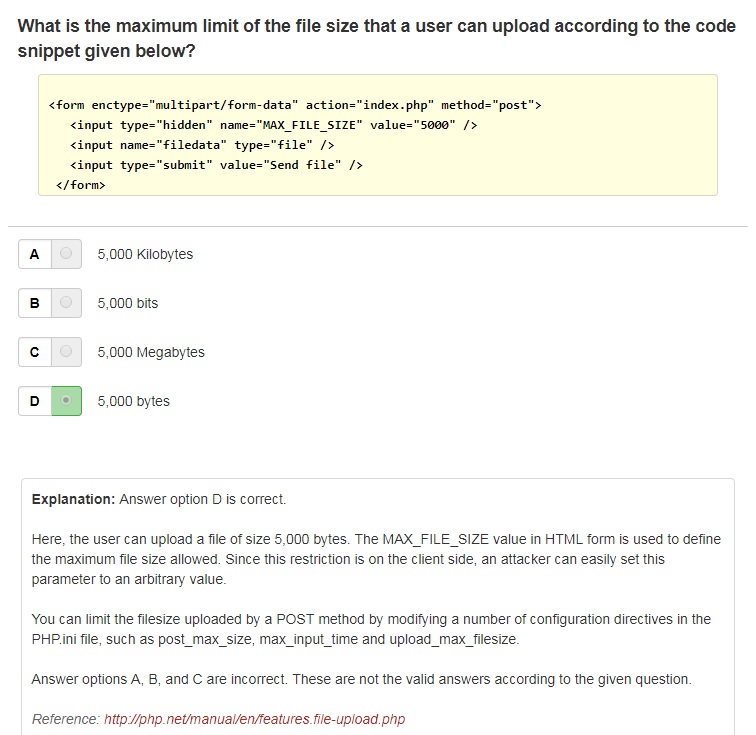 What is the maximum limit of the file size that a user can upload according to the code
snippet given below?
<form enctype="multipart/form-data" action="index.php" method="post">
<input type="hidden" name="MAX_FILE_SIZE" value="5000" />
<input name="filedata" type="file" />
<input type="submit" value="Send file" />
</form>
A 5,000 Kilobytes
B 5,000 bits
C 5,000 Megabytes
D 5,000 bytes
Explanation: Answer option D is correct.
Here, the user can upload a file of size 5,000 bytes. The MAX_FILE_SIZE value in HTML form is used to define
the maximum file size allowed. Since this restriction is on the client side, an attacker can easily set this
parameter to an arbitrary value.
You can limit the filesize uploaded by a POST method by modifying a number of configuration directives in the
PHP.ini file, such as post_max_size, max_input_time and upload_max_filesize.
Answer options A, B, and C are incorrect. These are not the valid answers according to the given question.
Reference: http://php.net/manual/en/features.file-upload.php